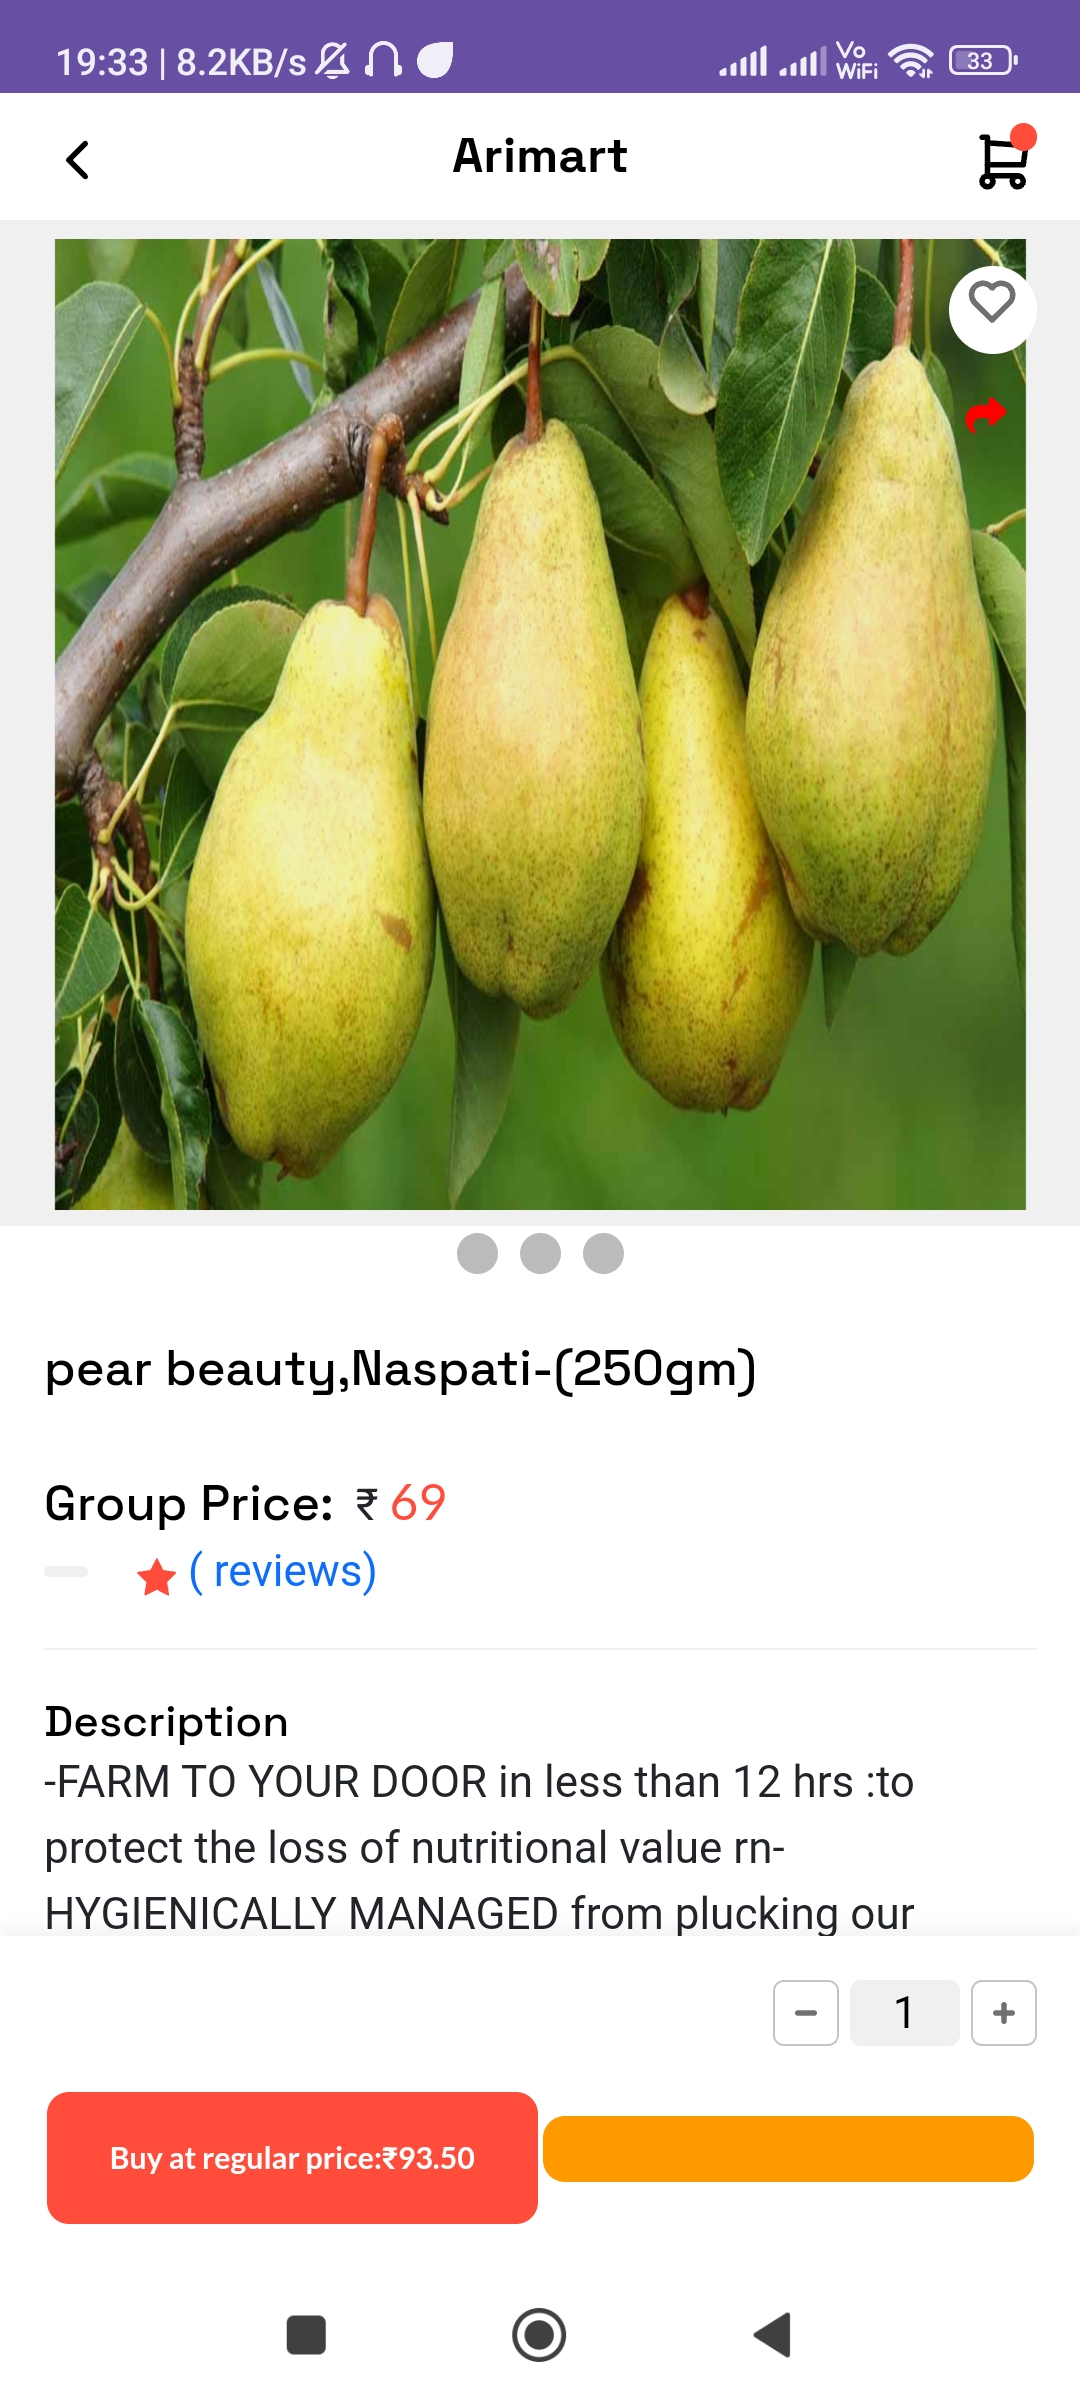 19:33 | 8.2KB/s
Vo
WiFi
33
Arimart
pear beauty,Naspati-(250gm)
Group Price: ₹ 69
( reviews)
Description
-FARM TO YOUR DOOR in less than 12 hrs :to
protect the loss of nutritional value rn-
HYGIENICALLY MANAGED from plucking our
1
Buy at regular price:₹93.50